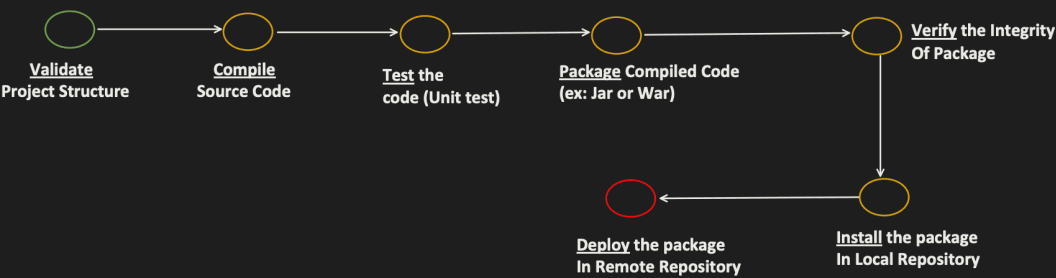 Validate
Project Structure
Compile
Source Code
Test the
code (Unit test)
Package Compiled Code
(ex: Jar or War)
Verify the Integrity
Of Package
Deploy the package
In Remote Repository
Install the package
In Local Repository